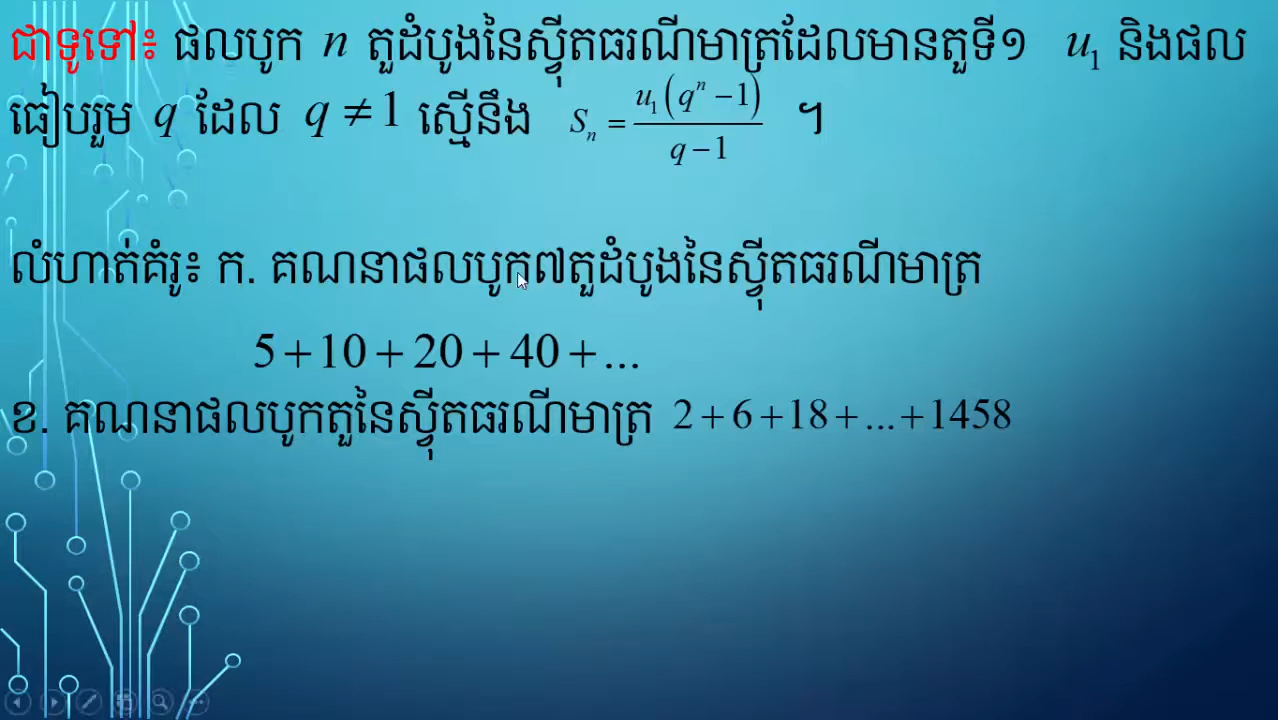 ជាទូទៅ៖ ផលបូក n តួដំបូងនៃស្វ៊ីតធរណីមាត្រដែលមានតួទី១ u₁ និងផល
ធៀបរួម q ដែល q ≠ 1 ស្មើនឹង Sₙ = u₁(qⁿ − 1) / (q − 1) ។
លំហាត់គំរូ៖ ក. គណនាផលបូក៧តួដំបូងនៃស្វ៊ីតធរណីមាត្រ
5 + 10 + 20 + 40 + ...
ខ. គណនាផលបូកតួនៃស្វ៊ីតធរណីមាត្រ 2 + 6 + 18 + ... + 1458